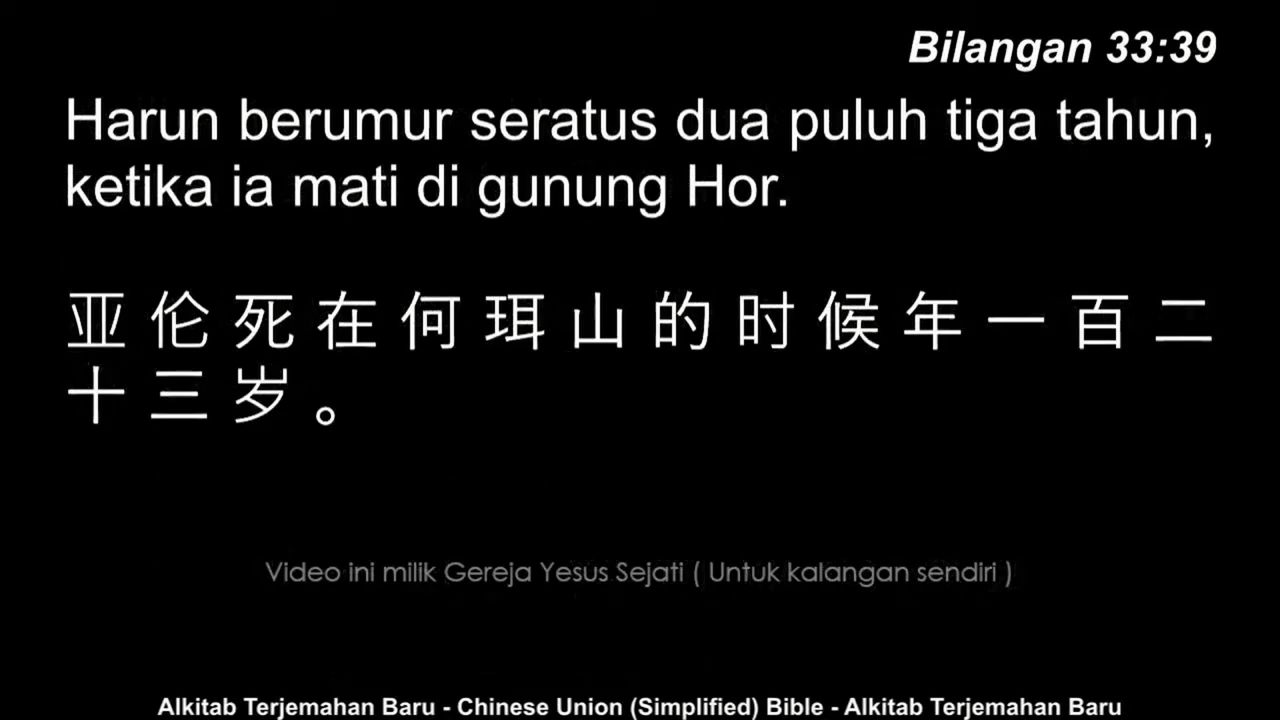 Bilangan 33:39
Harun berumur seratus dua puluh tiga tahun,
ketika ia mati di gunung Hor.
亚伦死在何珥山的时候年一百二
十三岁。
Video ini milik Gereja Yesus Sejati ( Untuk kalangan sendiri )
Alkitab Terjemahan Baru - Chinese Union (Simplified) Bible - Alkitab Terjemahan Baru